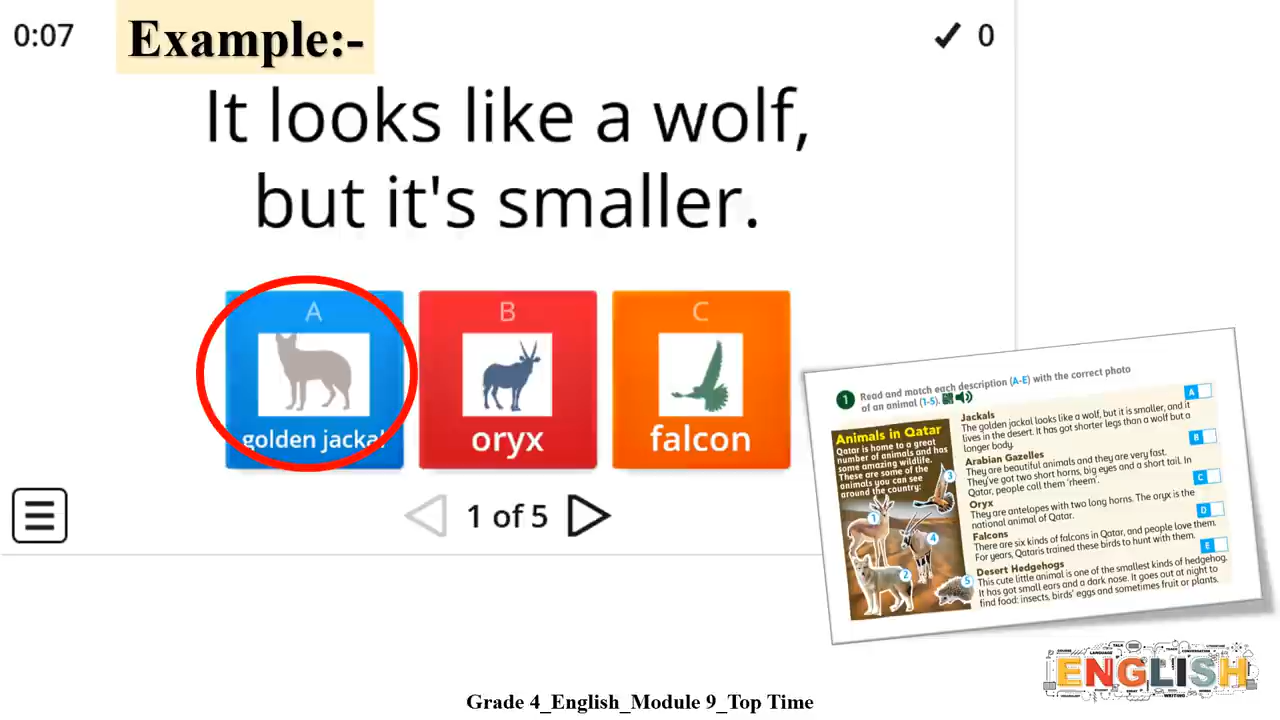 0:07
Example:-
0
It looks like a wolf,
but it's smaller.
A
golden jackal
B
oryx
C
falcon
1 of 5
1 Read and match each description (A-E) with the correct photo
of an animal (1-5).
Animals in Qatar
Qatar is home to a great
number of animals and has
some amazing wildlife.
These are some of the
animals you can see
around the country:
1
2
3
4
5
Jackals
A
The golden jackal looks like a wolf, but it is smaller, and it
lives in the desert. It has got shorter legs than a wolf but a
longer body.
Arabian Gazelles
B
They are beautiful animals and they are very fast.
They've got two short horns, big eyes and a short tail. In
Qatar, people call them 'rheem'.
Oryx
C
They are antelopes with two long horns. The oryx is the
national animal of Qatar.
Falcons
D
There are six kinds of falcons in Qatar, and people love them.
For years, Qataris trained these birds to hunt with them.
Desert Hedgehogs
E
This cute little animal is one of the smallest kinds of hedgehog.
It has got small ears and a dark nose. It goes out at night to
find food: insects, birds' eggs and sometimes fruit or plants.
ENGLISH
Grade 4_English_Module 9_Top Time